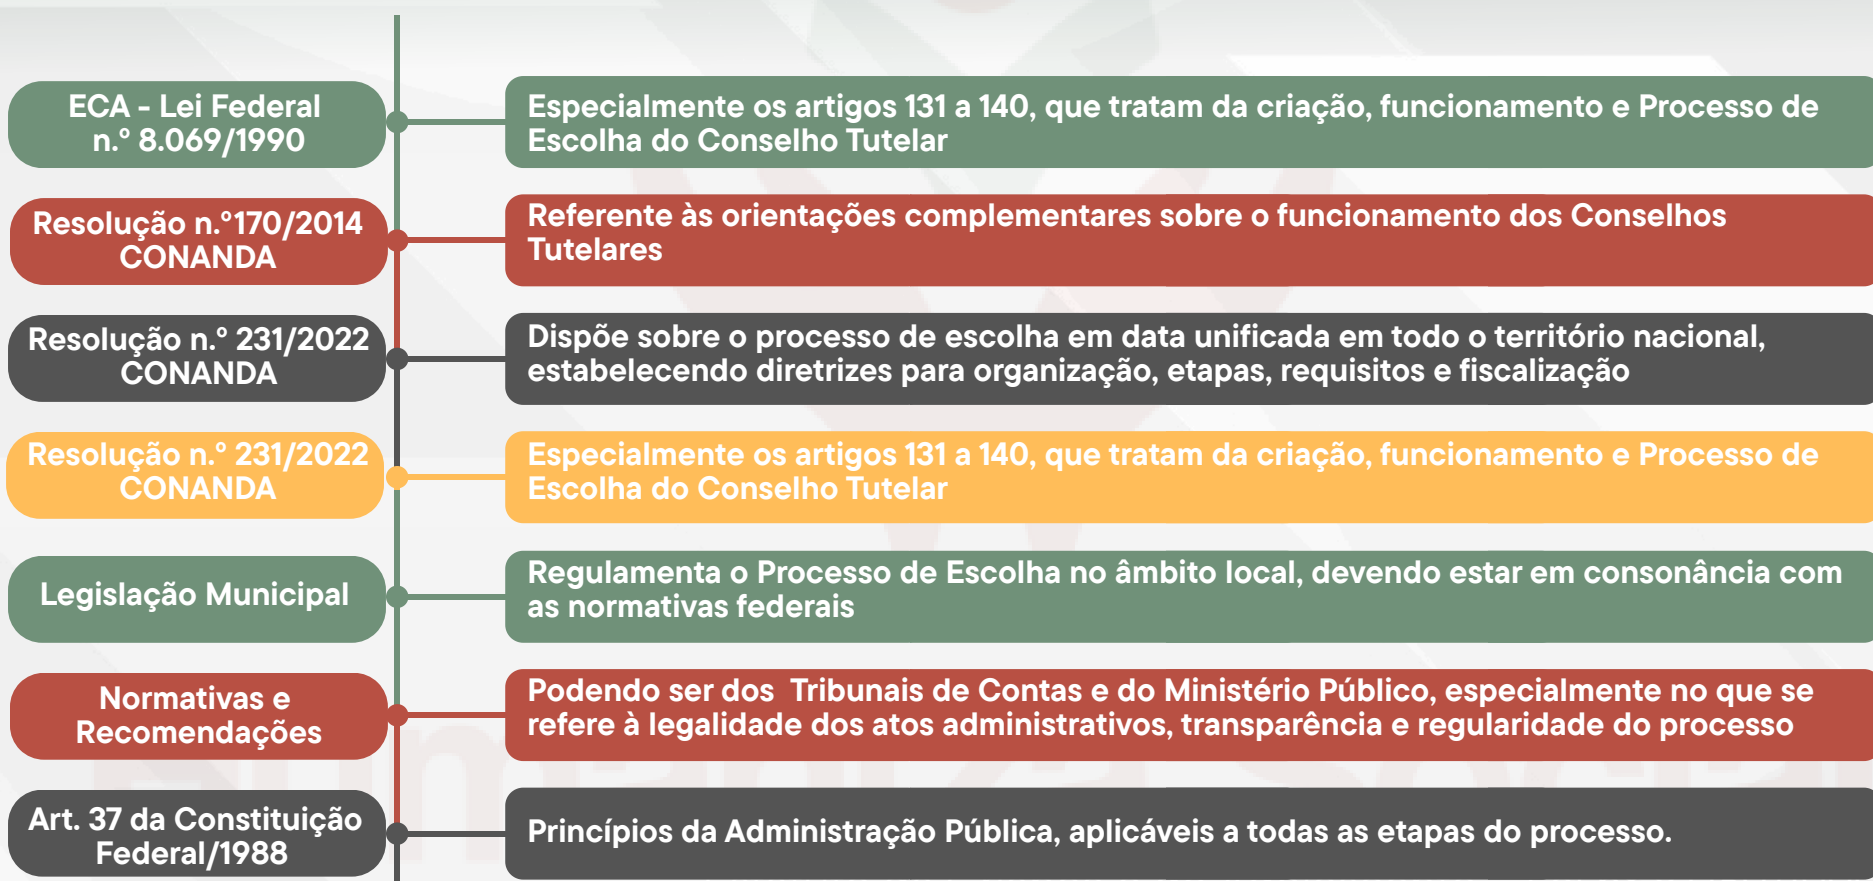 ECA - Lei Federal
n.º 8.069/1990
Especialmente os artigos 131 a 140, que tratam da criação, funcionamento e Processo de
Escolha do Conselho Tutelar
Resolução n.º170/2014
CONANDA
Referente às orientações complementares sobre o funcionamento dos Conselhos
Tutelares
Resolução n.º 231/2022
CONANDA
Dispõe sobre o processo de escolha em data unificada em todo o território nacional,
estabelecendo diretrizes para organização, etapas, requisitos e fiscalização
Resolução n.º 231/2022
CONANDA
Especialmente os artigos 131 a 140, que tratam da criação, funcionamento e Processo de
Escolha do Conselho Tutelar
Legislação Municipal
Regulamenta o Processo de Escolha no âmbito local, devendo estar em consonância com
as normativas federais
Normativas e
Recomendações
Podendo ser dos  Tribunais de Contas e do Ministério Público, especialmente no que se
refere à legalidade dos atos administrativos, transparência e regularidade do processo
Art. 37 da Constituição
Federal/1988
Princípios da Administração Pública, aplicáveis a todas as etapas do processo.